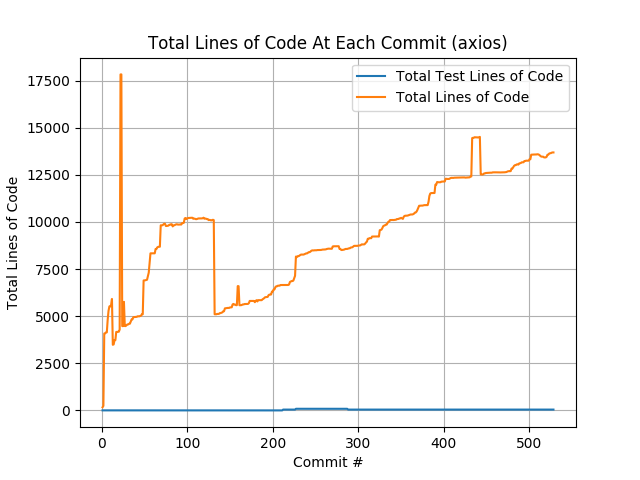 Total Lines of Code At Each Commit (axios)
Total Test Lines of Code
Total Lines of Code
Total Lines of Code
17500
15000
12500
10000
7500
5000
2500
0
0 100 200 300 400 500
Commit #